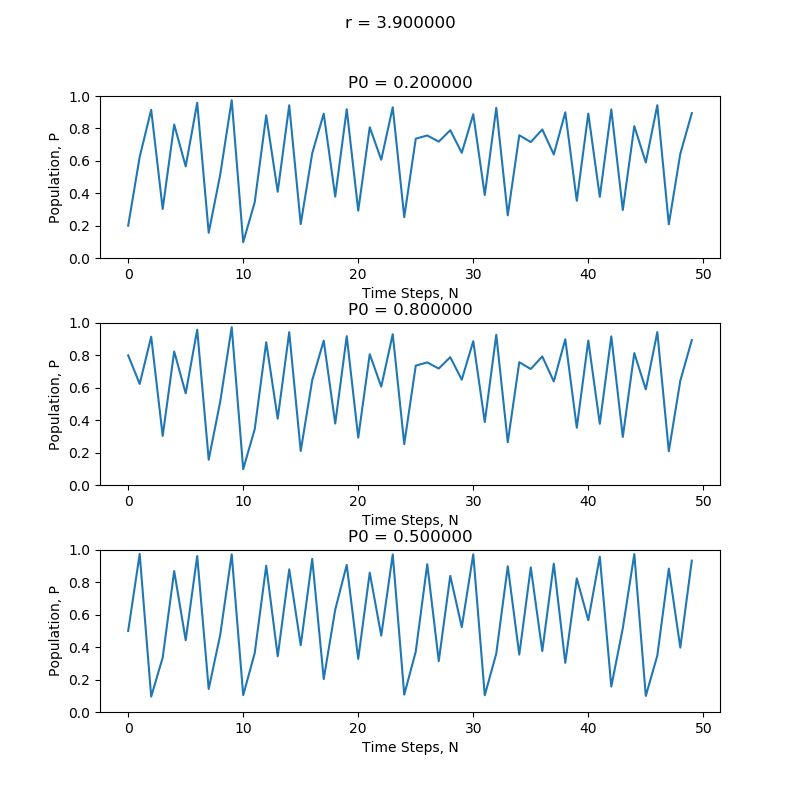 r = 3.900000
P0 = 0.200000
1.0
0.8
0.6
0.4
0.2
0.0
Population, P
0 10 20 30 40 50
Time Steps, N
P0 = 0.800000
1.0
0.8
0.6
0.4
0.2
0.0
Population, P
0 10 20 30 40 50
Time Steps, N
P0 = 0.500000
1.0
0.8
0.6
0.4
0.2
0.0
Population, P
0 10 20 30 40 50
Time Steps, N